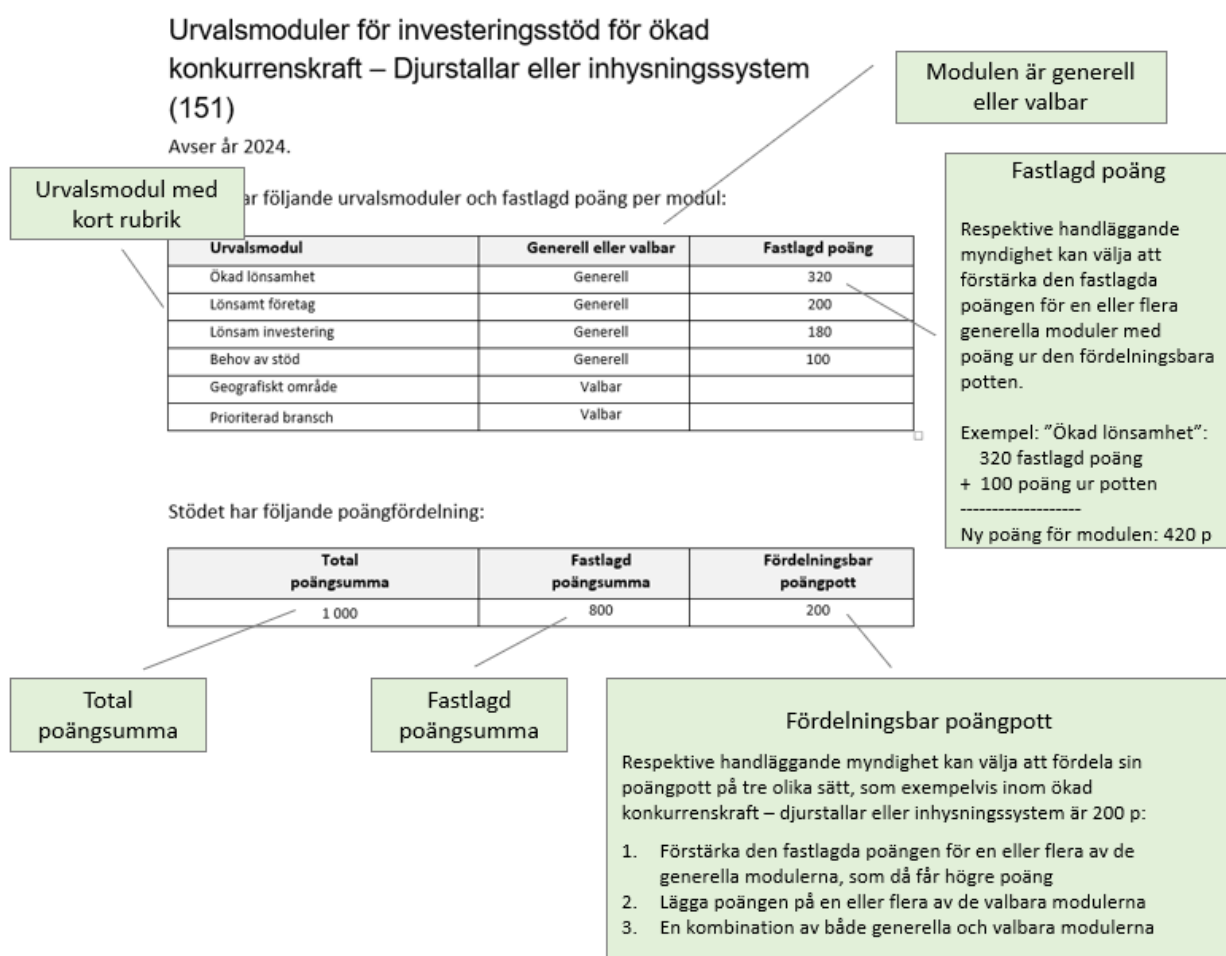 Urvalsmoduler för investeringsstöd för ökad
konkurrenskraft – Djurstallar eller inhysningssystem
(151)
Avser år 2024.
Modulen är generell
eller valbar
Urvalsmodul med
kort rubrik
ar följande urvalsmoduler och fastlagd poäng per modul:
Urvalsmodul Generell eller valbar Fastlagd poäng
Ökad lönsamhet Generell 320
Lönsamt företag Generell 200
Lönsam investering Generell 180
Behov av stöd Generell 100
Geografiskt område Valbar
Prioriterad bransch Valbar
Fastlagd poäng
Respektive handläggande
myndighet kan välja att
förstärka den fastlagda
poängen för en eller flera
generella moduler med
poäng ur den fördelningsbara
potten.
Exempel: ”Ökad lönsamhet”:
320 fastlagd poäng
+ 100 poäng ur potten
-------------------
Ny poäng för modulen: 420 p
Stödet har följande poängfördelning:
Total
poängsumma
Fastlagd
poängsumma
Fördelningsbar
poängpott
1 000 800 200
Total
poängsumma
Fastlagd
poängsumma
Fördelningsbar poängpott
Respektive handläggande myndighet kan välja att fördela sin
poängpott på tre olika sätt, som exempelvis inom ökad
konkurrenskraft – djurstallar eller inhysningssystem är 200 p:
1. Förstärka den fastlagda poängen för en eller flera av de
generella modulerna, som då får högre poäng
2. Lägga poängen på en eller flera av de valbara modulerna
3. En kombination av både generella och valbara modulerna